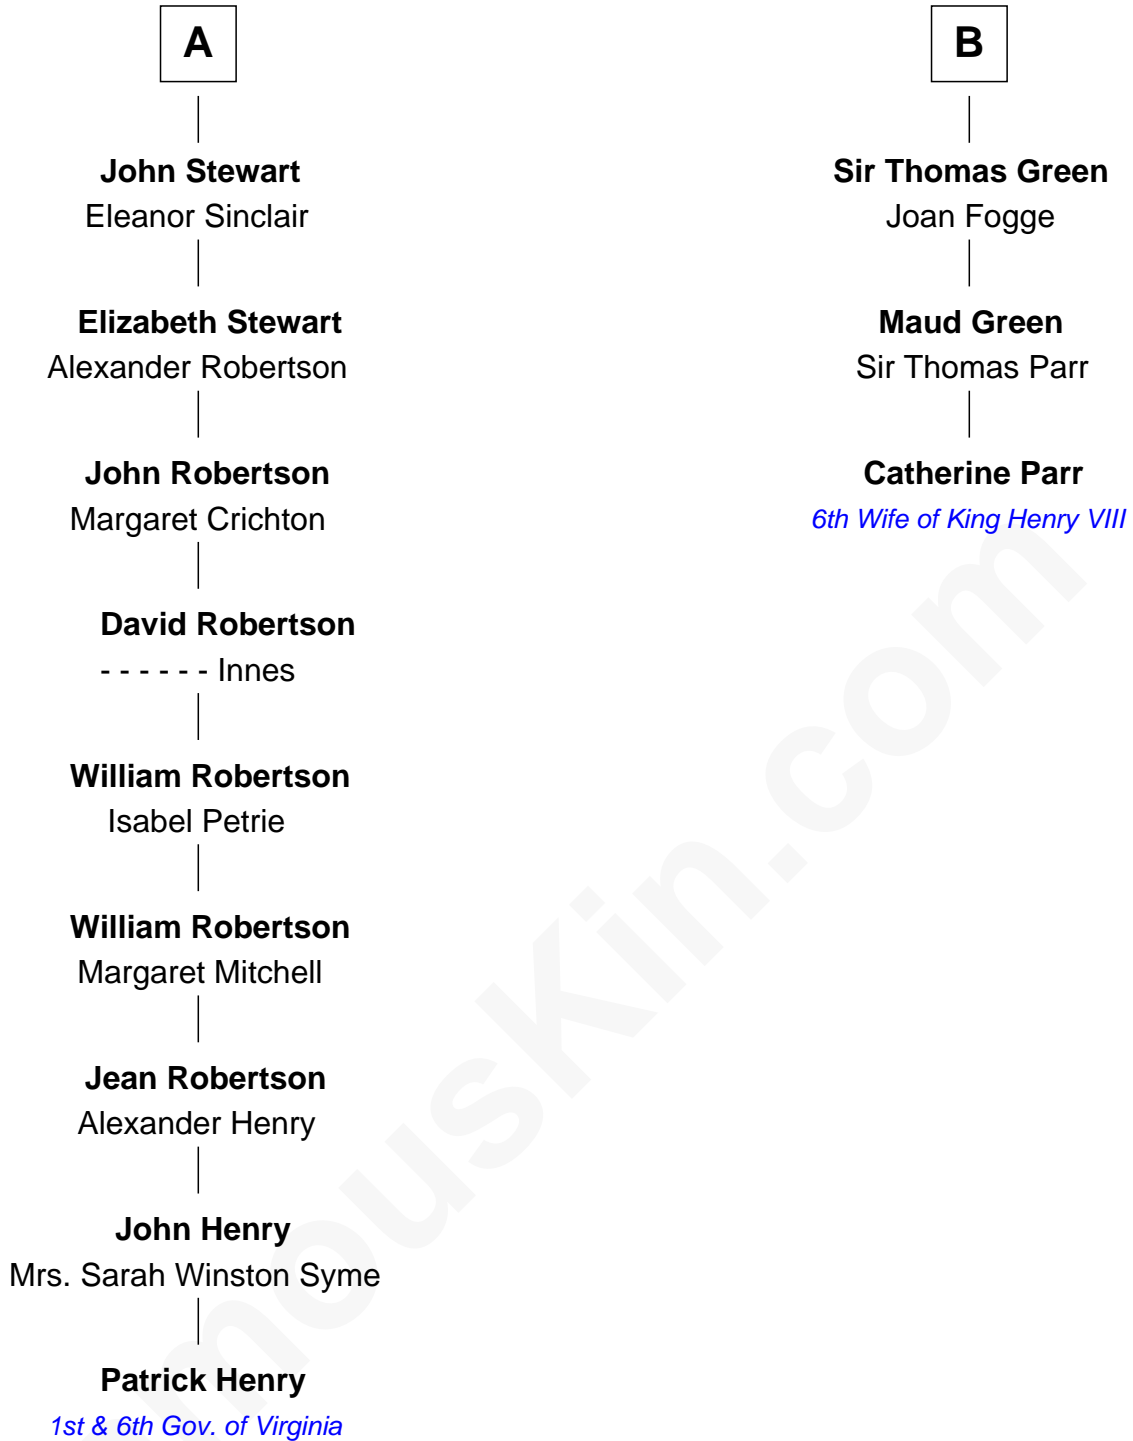 A
John Stewart
Eleanor Sinclair
Elizabeth Stewart
Alexander Robertson
John Robertson
Margaret Crichton
David Robertson
- - - - - - Innes
William Robertson
Isabel Petrie
William Robertson
Margaret Mitchell
Jean Robertson
Alexander Henry
John Henry
Mrs. Sarah Winston Syme
Patrick Henry
1st & 6th Gov. of Virginia
B
Sir Thomas Green
Joan Fogge
Maud Green
Sir Thomas Parr
Catherine Parr
6th Wife of King Henry VIII
mouskin.com